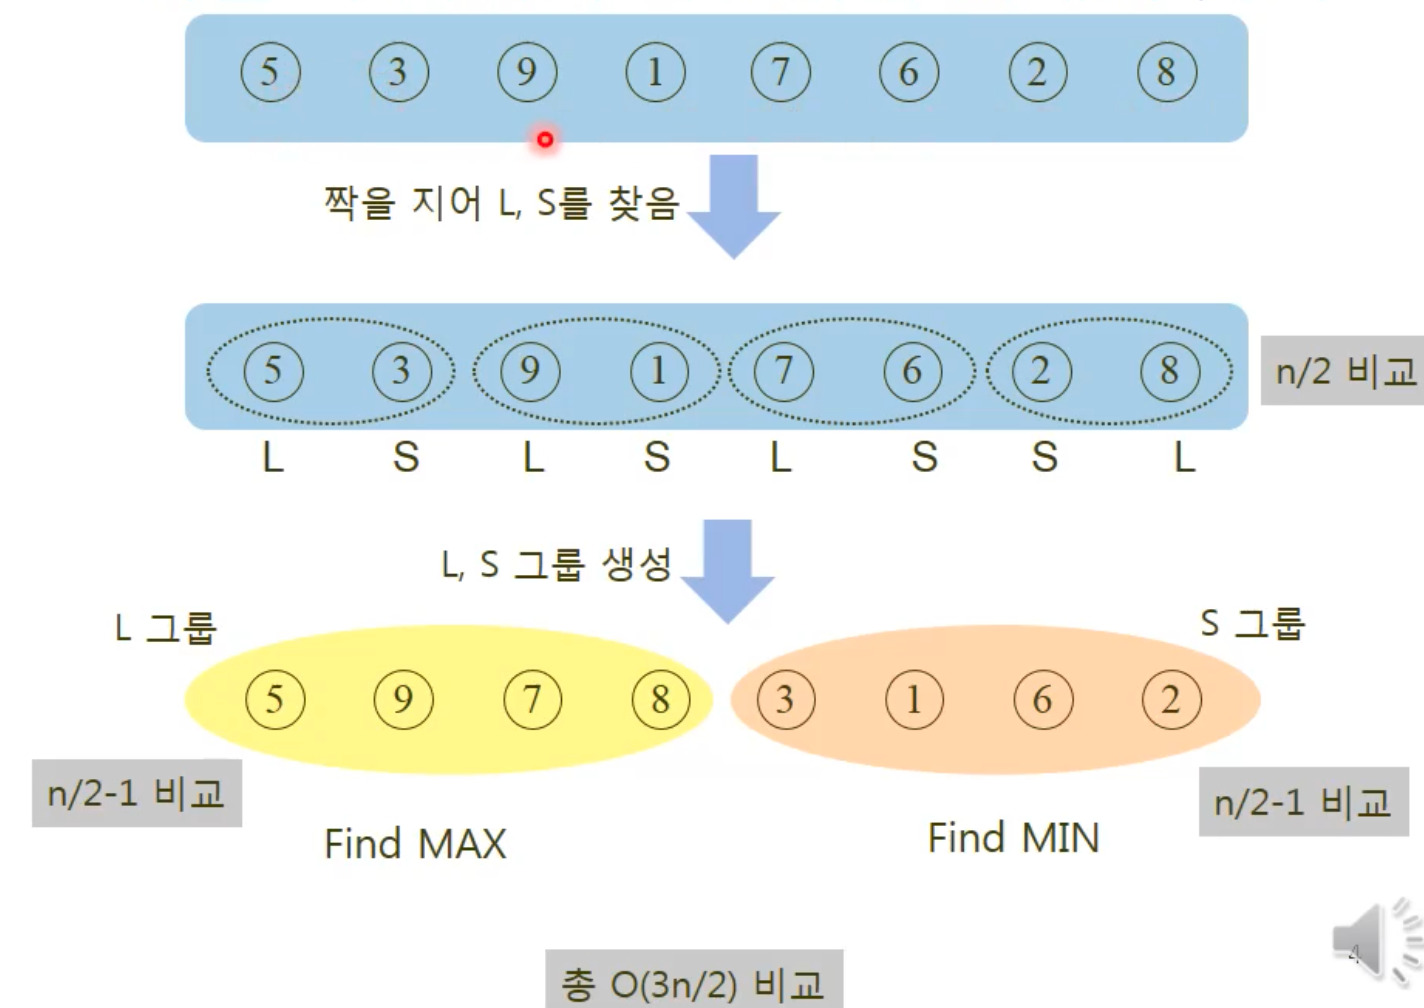 5 3 9 1 7 6 2 8
짝을 지어 L, S를 찾음
5 3 9 1 7 6 2 8
n/2 비교
L S L S L S S L
L, S 그룹 생성
L 그룹
S 그룹
5 9 7 8
3 1 6 2
n/2-1 비교
n/2-1 비교
Find MAX
Find MIN
4
총 O(3n/2) 비교